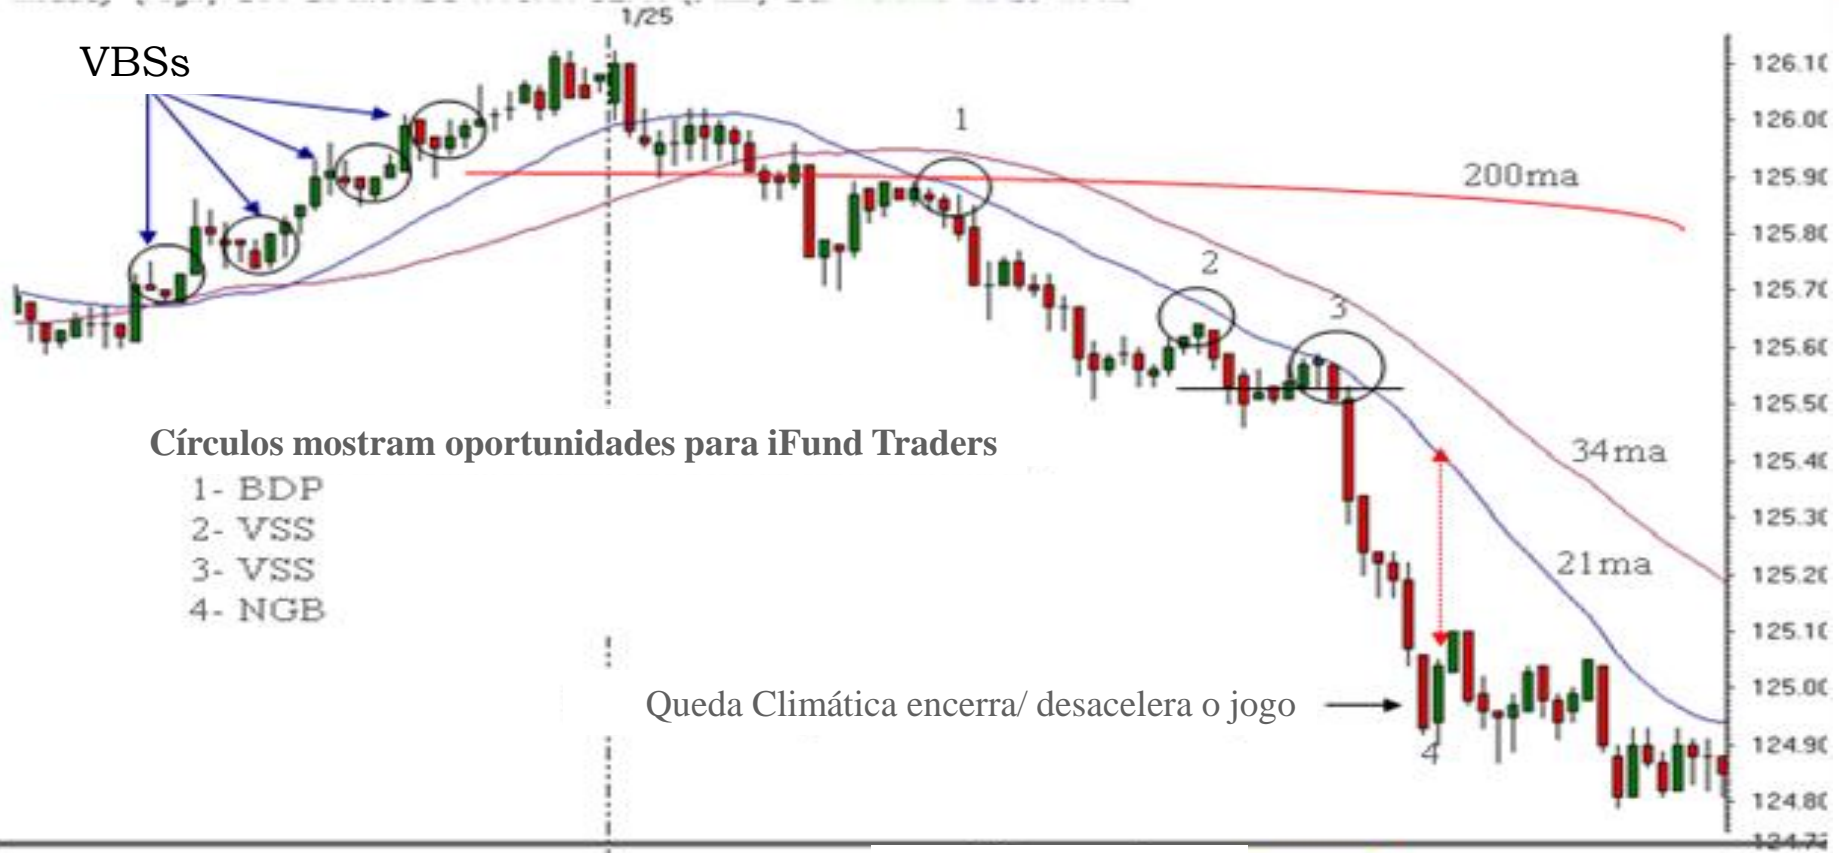 1/25
VBSs
1
200ma
2
3
Círculos mostram oportunidades para iFund Traders
1- BDP
2- VSS
3- VSS
4- NGB
34ma
21ma
Queda Climática encerra/ desacelera o jogo
4
126.10
126.00
125.90
125.80
125.70
125.60
125.50
125.40
125.30
125.20
125.10
125.00
124.90
124.80